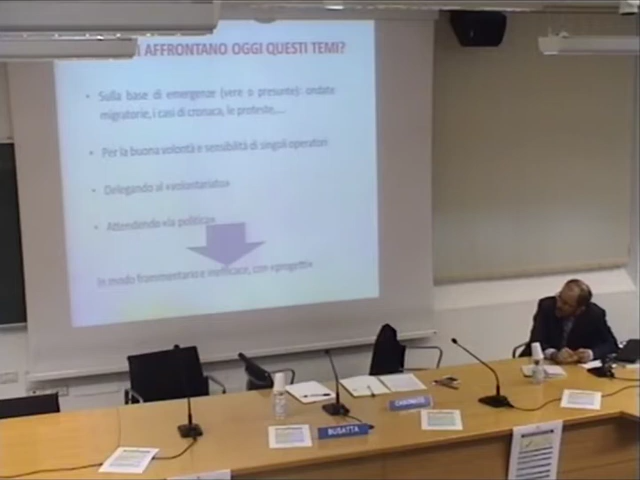 AFFRONTANO OGGI QUESTI TEMI?
• Sulla base di emergenze (vere o presunte): ondate
migratorie, i casi di cronaca, le proteste,...
• Per la buona volontà e sensibilità di singoli operatori
• Delegando al «volontariato»
• Attendendo «la politica»
In modo frammentario e inefficace, con «progetti»
BUSATTA